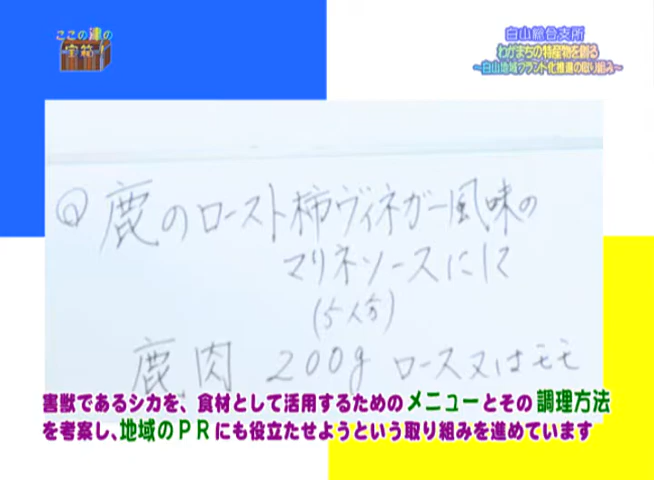 ここの津の
宝箱!
白山総合支所
わがまちの特産物を創る
~白山地域ブランド化推進の取り組み~
① 鹿のロースト柿ヴィネガー風味の
マリネソースにして
(5人分)
鹿肉 200g ロース又はモモ
害獣であるシカを、食材として活用するためのメニューとその調理方法
を考案し、地域のPRにも役立たせようという取り組みを進めています